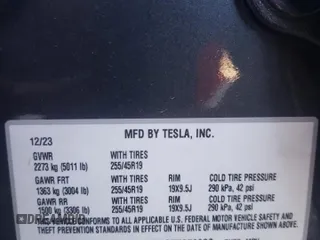 MFD BY TESLA, INC.
12/23
GVWR WITH TIRES
2273 kg (5011 lb) 255/45R19
GAWR FRT WITH TIRES RIM COLD TIRE PRESSURE
1363 kg (3004 lb) 255/45R19 19X9.5J 290 kPa, 42 psi
GAWR RR WITH TIRES RIM COLD TIRE PRESSURE
1500 kg (3306 lb) 255/45R19 19X9.5J 290 kPa, 42 psi
THIS VEHICLE CONFORMS TO ALL APPLICABLE U.S. FEDERAL MOTOR VEHICLE SAFETY AND
THEFT PREVENTION STANDARDS IN EFFECT ON THE DATE OF MANUFACTURE SHOWN ABOVE.